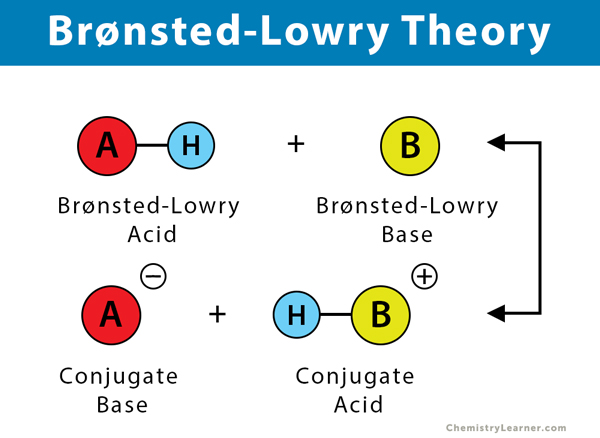 Brønsted-Lowry Theory
A H + B
Brønsted-Lowry Brønsted-Lowry
Acid Base
A − + H B +
Conjugate Conjugate
Base Acid
ChemistryLearner.com